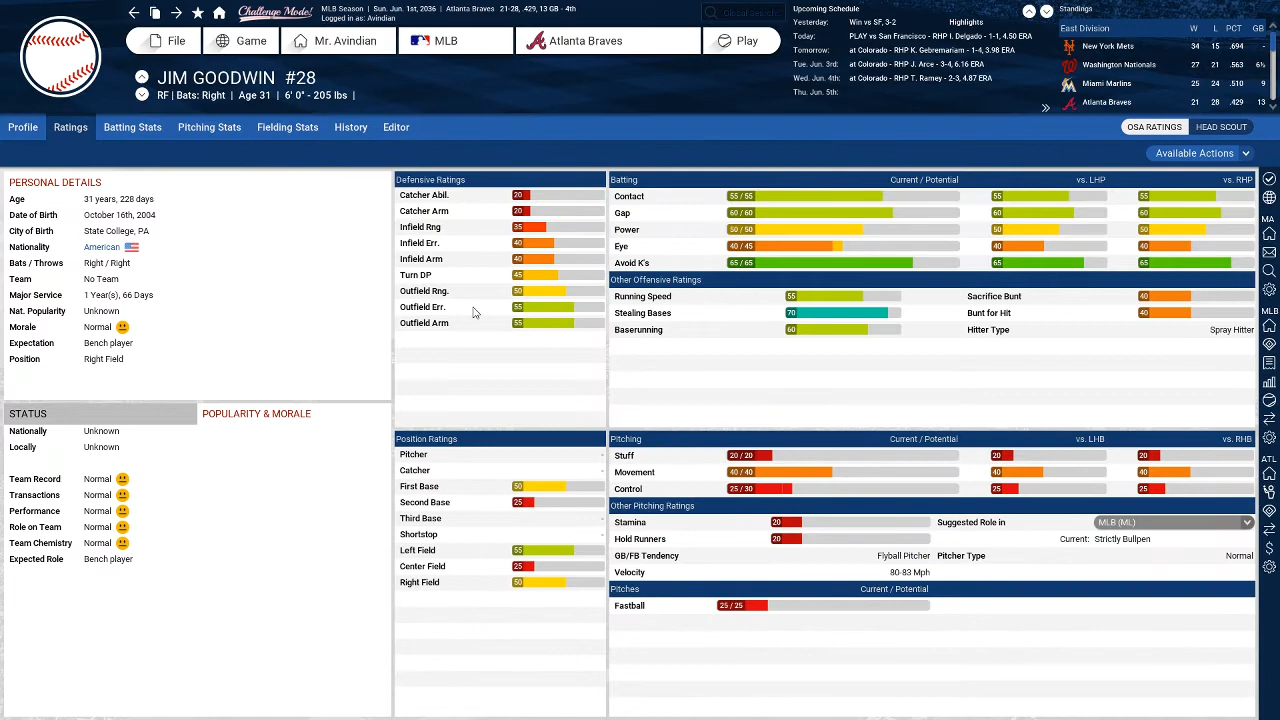 Challenge Mode!
MLB Season | Sun. Jun. 1st, 2036 | Atlanta Braves - 21-28, .429, 13 GB - 4th
Logged in as: Avindian
File
Game
Mr. Avindian
MLB
Atlanta Braves
Play
Upcoming Schedule
Yesterday: Win vs SF, 3-2 Highlights
Today: PLAY vs San Francisco - RHP I. Delgado - 1-1, 4.50 ERA
Tomorrow: at Colorado - RHP K. Gebremariam - 1-4, 3.98 ERA
Tue. Jun. 3rd: at Colorado - RHP J. Arce - 3-4, 6.16 ERA
Wed. Jun. 4th: at Colorado - RHP T. Ramey - 2-3, 4.87 ERA
Thu. Jun. 5th:
Standings
East Division W L PCT GB
New York Mets 34 15 .694 -
Washington Nationals 27 21 .563 6½
Miami Marlins 25 24 .510 9
Atlanta Braves 21 28 .429 13
JIM GOODWIN #28
RF | Bats: Right | Age 31 | 6' 0" - 205 lbs |
Profile Ratings Batting Stats Pitching Stats Fielding Stats History Editor
OSA RATINGS HEAD SCOUT
Available Actions
PERSONAL DETAILS
Age 31 years, 228 days
Date of Birth October 16th, 2004
City of Birth State College, PA
Nationality American
Bats / Throws Right / Right
Team No Team
Major Service 1 Year(s), 66 Days
Nat. Popularity Unknown
Morale Normal
Expectation Bench player
Position Right Field
STATUS
POPULARITY & MORALE
Nationally Unknown
Locally Unknown
Team Record Normal
Transactions Normal
Performance Normal
Role on Team Normal
Team Chemistry Normal
Expected Role Bench player
Defensive Ratings
Catcher Abil. 20
Catcher Arm 20
Infield Rng 35
Infield Err. 40
Infield Arm 40
Turn DP 45
Outfield Rng. 50
Outfield Err. 55
Outfield Arm 55
Position Ratings
Pitcher -
Catcher -
First Base 50
Second Base 25
Third Base -
Shortstop -
Left Field 55
Center Field 25
Right Field 50
Batting Current / Potential vs. LHP vs. RHP
Contact 55 / 55 55 55
Gap 60 / 60 60 60
Power 50 / 50 50 50
Eye 40 / 45 40 40
Avoid K's 65 / 65 65 65
Other Offensive Ratings
Running Speed 55 Sacrifice Bunt 40
Stealing Bases 70 Bunt for Hit 40
Baserunning 60 Hitter Type Spray Hitter
Pitching Current / Potential vs. LHB vs. RHB
Stuff 20 / 20 20 20
Movement 40 / 40 40 40
Control 25 / 30 25 25
Other Pitching Ratings
Stamina 20 Suggested Role in MLB (ML)
Hold Runners 20 Current: Strictly Bullpen
GB/FB Tendency Flyball Pitcher Pitcher Type Normal
Velocity 80-83 Mph
Pitches Current / Potential
Fastball 25 / 25
MA
MLB
ATL